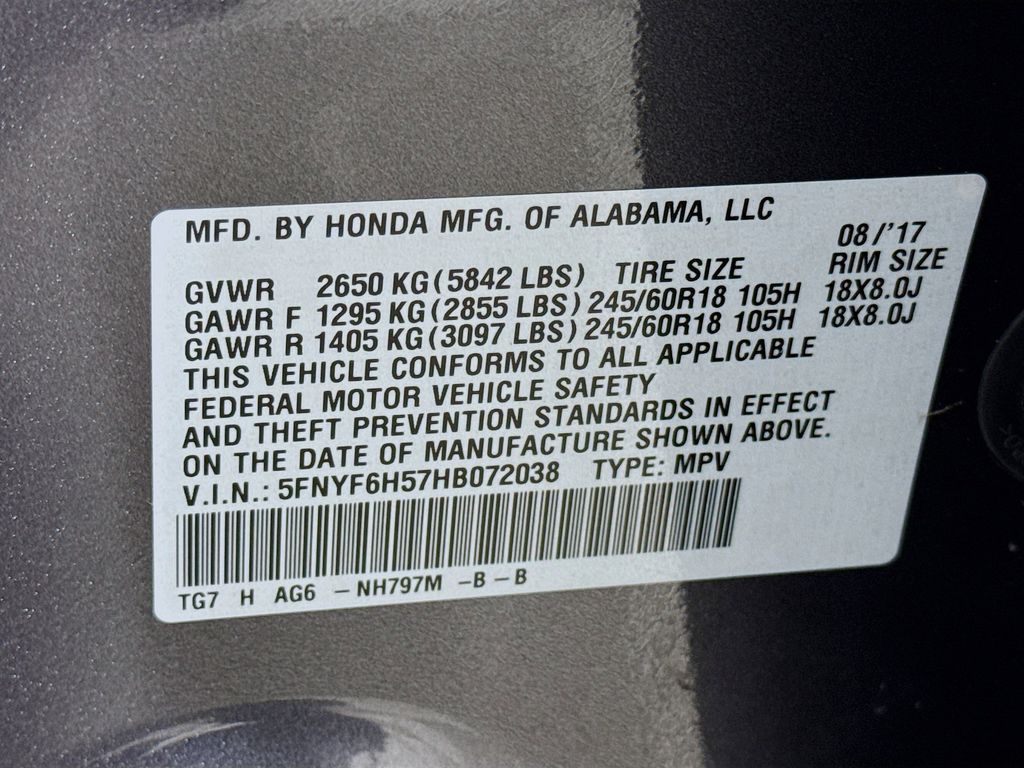 MFD. BY HONDA MFG. OF ALABAMA, LLC
08/'17
GVWR 2650 KG (5842 LBS) TIRE SIZE RIM SIZE
GAWR F 1295 KG (2855 LBS) 245/60R18 105H 18X8.0J
GAWR R 1405 KG (3097 LBS) 245/60R18 105H 18X8.0J
THIS VEHICLE CONFORMS TO ALL APPLICABLE
FEDERAL MOTOR VEHICLE SAFETY
AND THEFT PREVENTION STANDARDS IN EFFECT
ON THE DATE OF MANUFACTURE SHOWN ABOVE.
V.I.N.: 5FNYF6H57HB072038 TYPE: MPV
TG7 H AG6 – NH797M –B – B